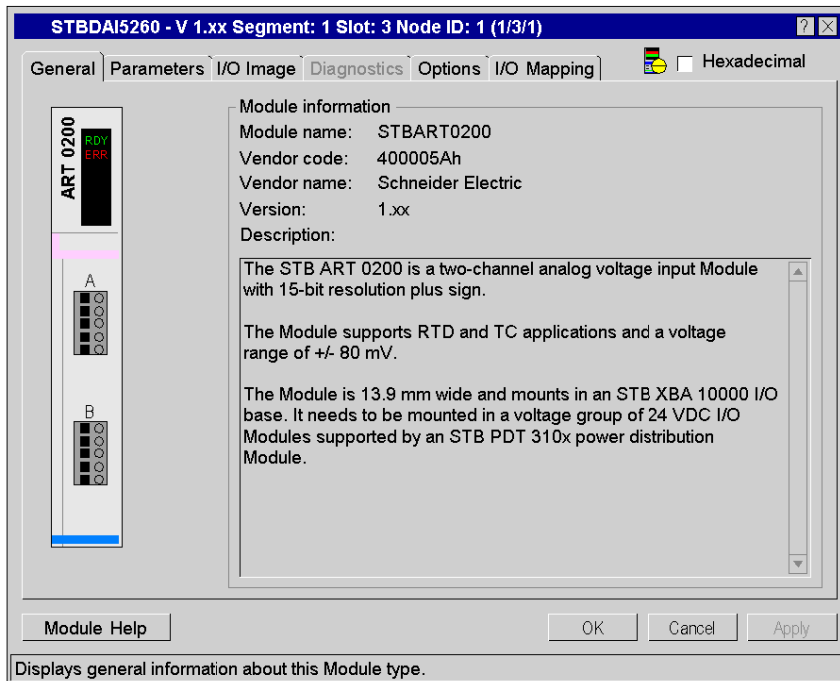 STBDAI5260 - V 1.xx Segment: 1 Slot: 3 Node ID: 1 (1/3/1)
? X
General Parameters I/O Image Diagnostics Options I/O Mapping Hexadecimal
ART 0200
RDY
ERR
A
B
Module information
Module name: STBART0200
Vendor code: 400005Ah
Vendor name: Schneider Electric
Version: 1.xx
Description:
The STB ART 0200 is a two-channel analog voltage input Module
with 15-bit resolution plus sign.
The Module supports RTD and TC applications and a voltage
range of +/- 80 mV.
The Module is 13.9 mm wide and mounts in an STB XBA 10000 I/O
base. It needs to be mounted in a voltage group of 24 VDC I/O
Modules supported by an STB PDT 310x power distribution
Module.
Module Help OK Cancel Apply
Displays general information about this Module type.